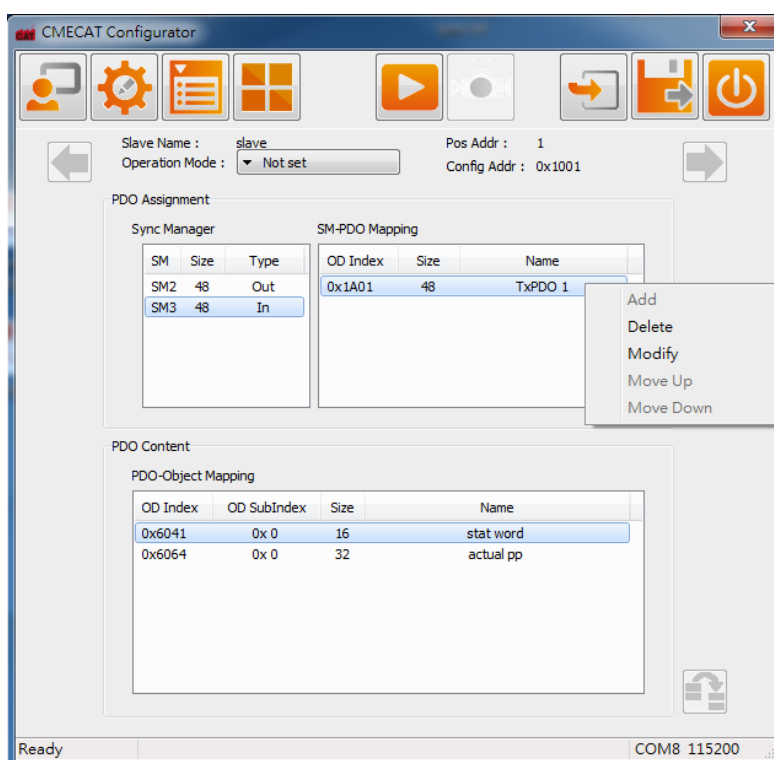 CMECAT Configurator
Slave Name : slave Pos Addr : 1
Operation Mode : Not set Config Addr : 0x1001
PDO Assignment
Sync Manager SM-PDO Mapping
SM Size Type OD Index Size Name
SM2 48 Out 0x1A01 48 TxPDO 1
SM3 48 In
Add
Delete
Modify
Move Up
Move Down
PDO Content
PDO-Object Mapping
OD Index OD SubIndex Size Name
0x6041 0x 0 16 stat word
0x6064 0x 0 32 actual pp
Ready COM8 115200